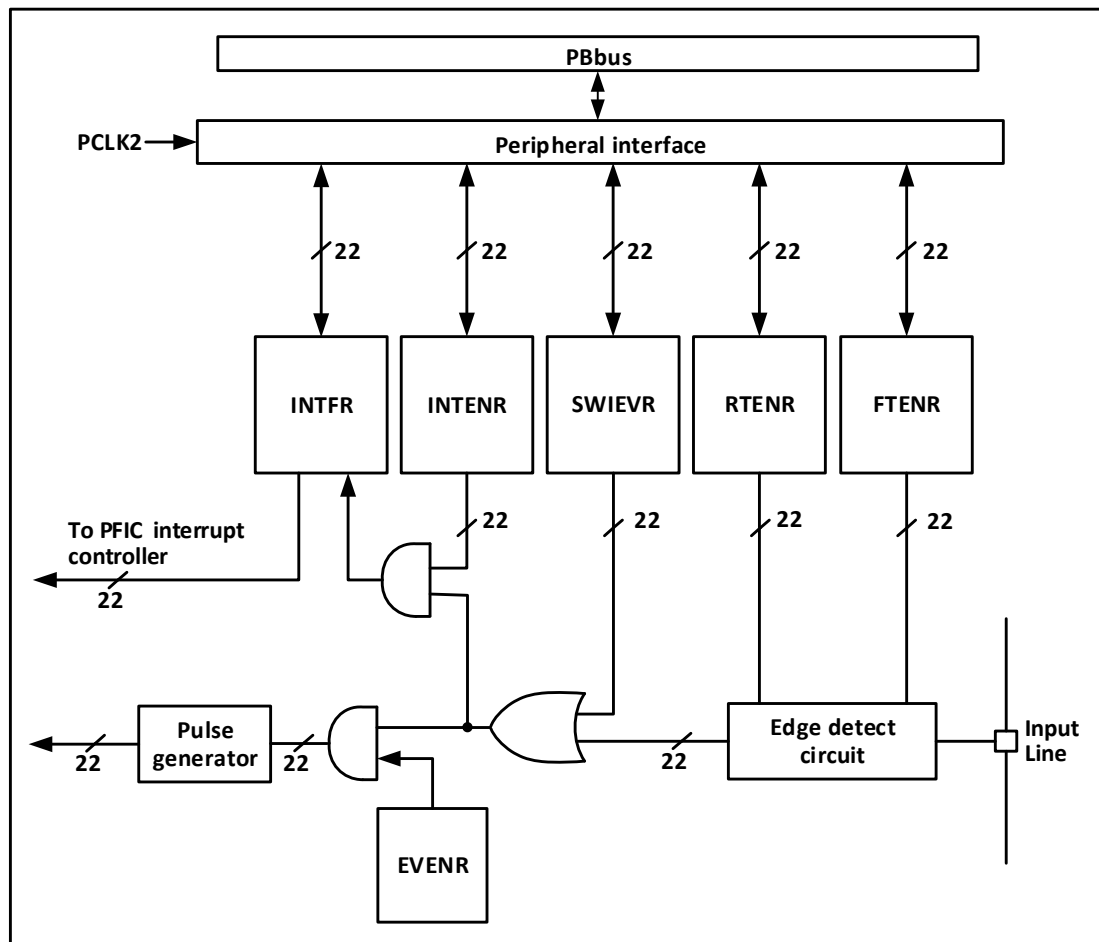 PBbus
PCLK2
Peripheral interface
22
22
22
22
22
INTFR
INTENR
SWIEVR
RTENR
FTENR
22
22
22
22
To PFIC interrupt
controller
22
Pulse
generator
22
22
22
Edge detect
circuit
Input
Line
EVENR